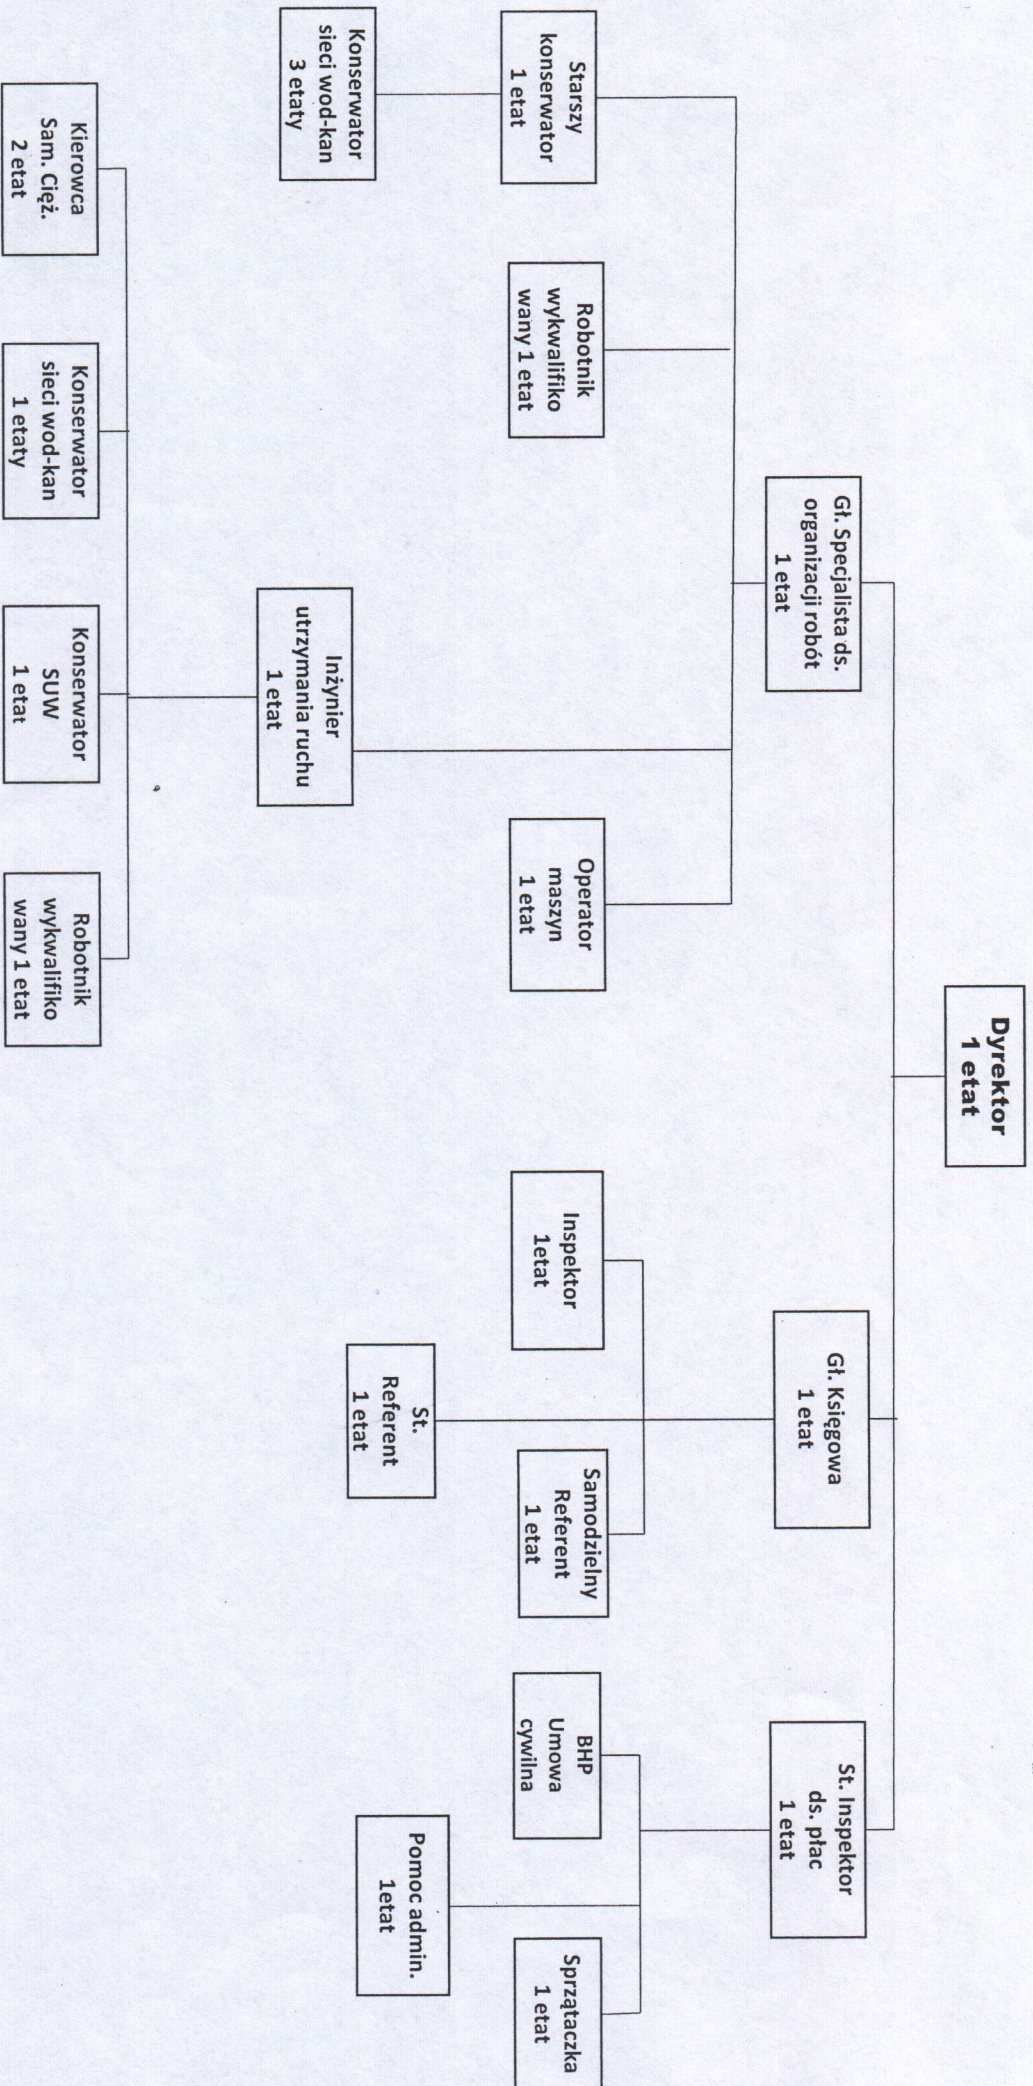 Dyrektor
1 etat
Gł. Specjalista ds.
organizacji robót
1 etat
Gł. Księgowa
1 etat
St. Inspektor
ds. płac
1 etat
Starszy
konserwator
1 etat
Robotnik
wykwalifiko
wany 1 etat
Operator
maszyn
1 etat
Inspektor
1etat
Samodzielny
Referent
1 etat
BHP
Umowa
cywilna
Sprzątaczka
1 etat
Konserwator
sieci wod-kan
3 etaty
Inżynier
utrzymania ruchu
1 etat
St.
Referent
1 etat
Pomoc admin.
1etat
Kierowca
Sam. Cięż.
2 etat
Konserwator
sieci wod-kan
1 etaty
Konserwator
SUW
1 etat
Robotnik
wykwalifiko
wany 1 etat